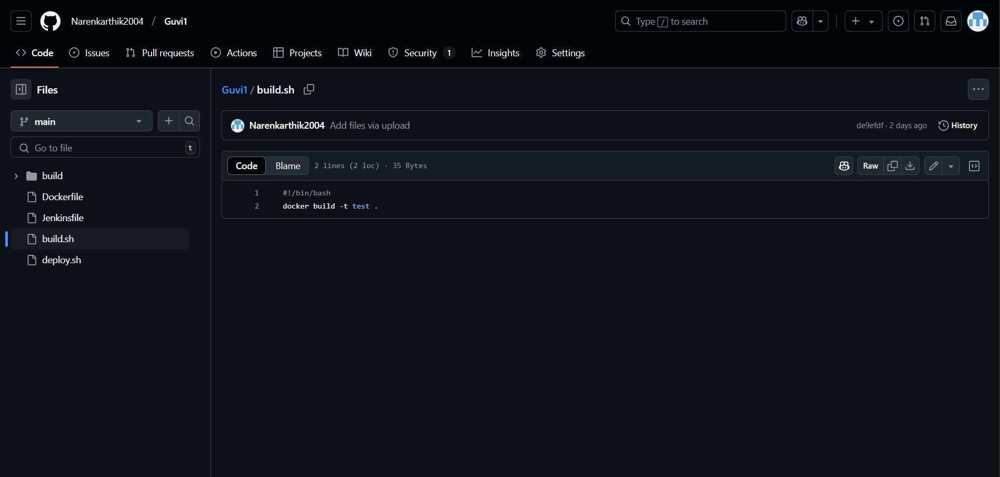 Narenkarthik2004 / Guvi1
Type / to search
Code
Issues
Pull requests
Actions
Projects
Wiki
Security 1
Insights
Settings
Files
main
Go to file t
build
Dockerfile
Jenkinsfile
build.sh
deploy.sh
Guvi1 / build.sh
Narenkarthik2004 Add files via upload
de9efdf · 2 days ago
History
Code
Blame
2 lines (2 loc) · 35 Bytes
Raw
1 #!/bin/bash
2 docker build -t test .